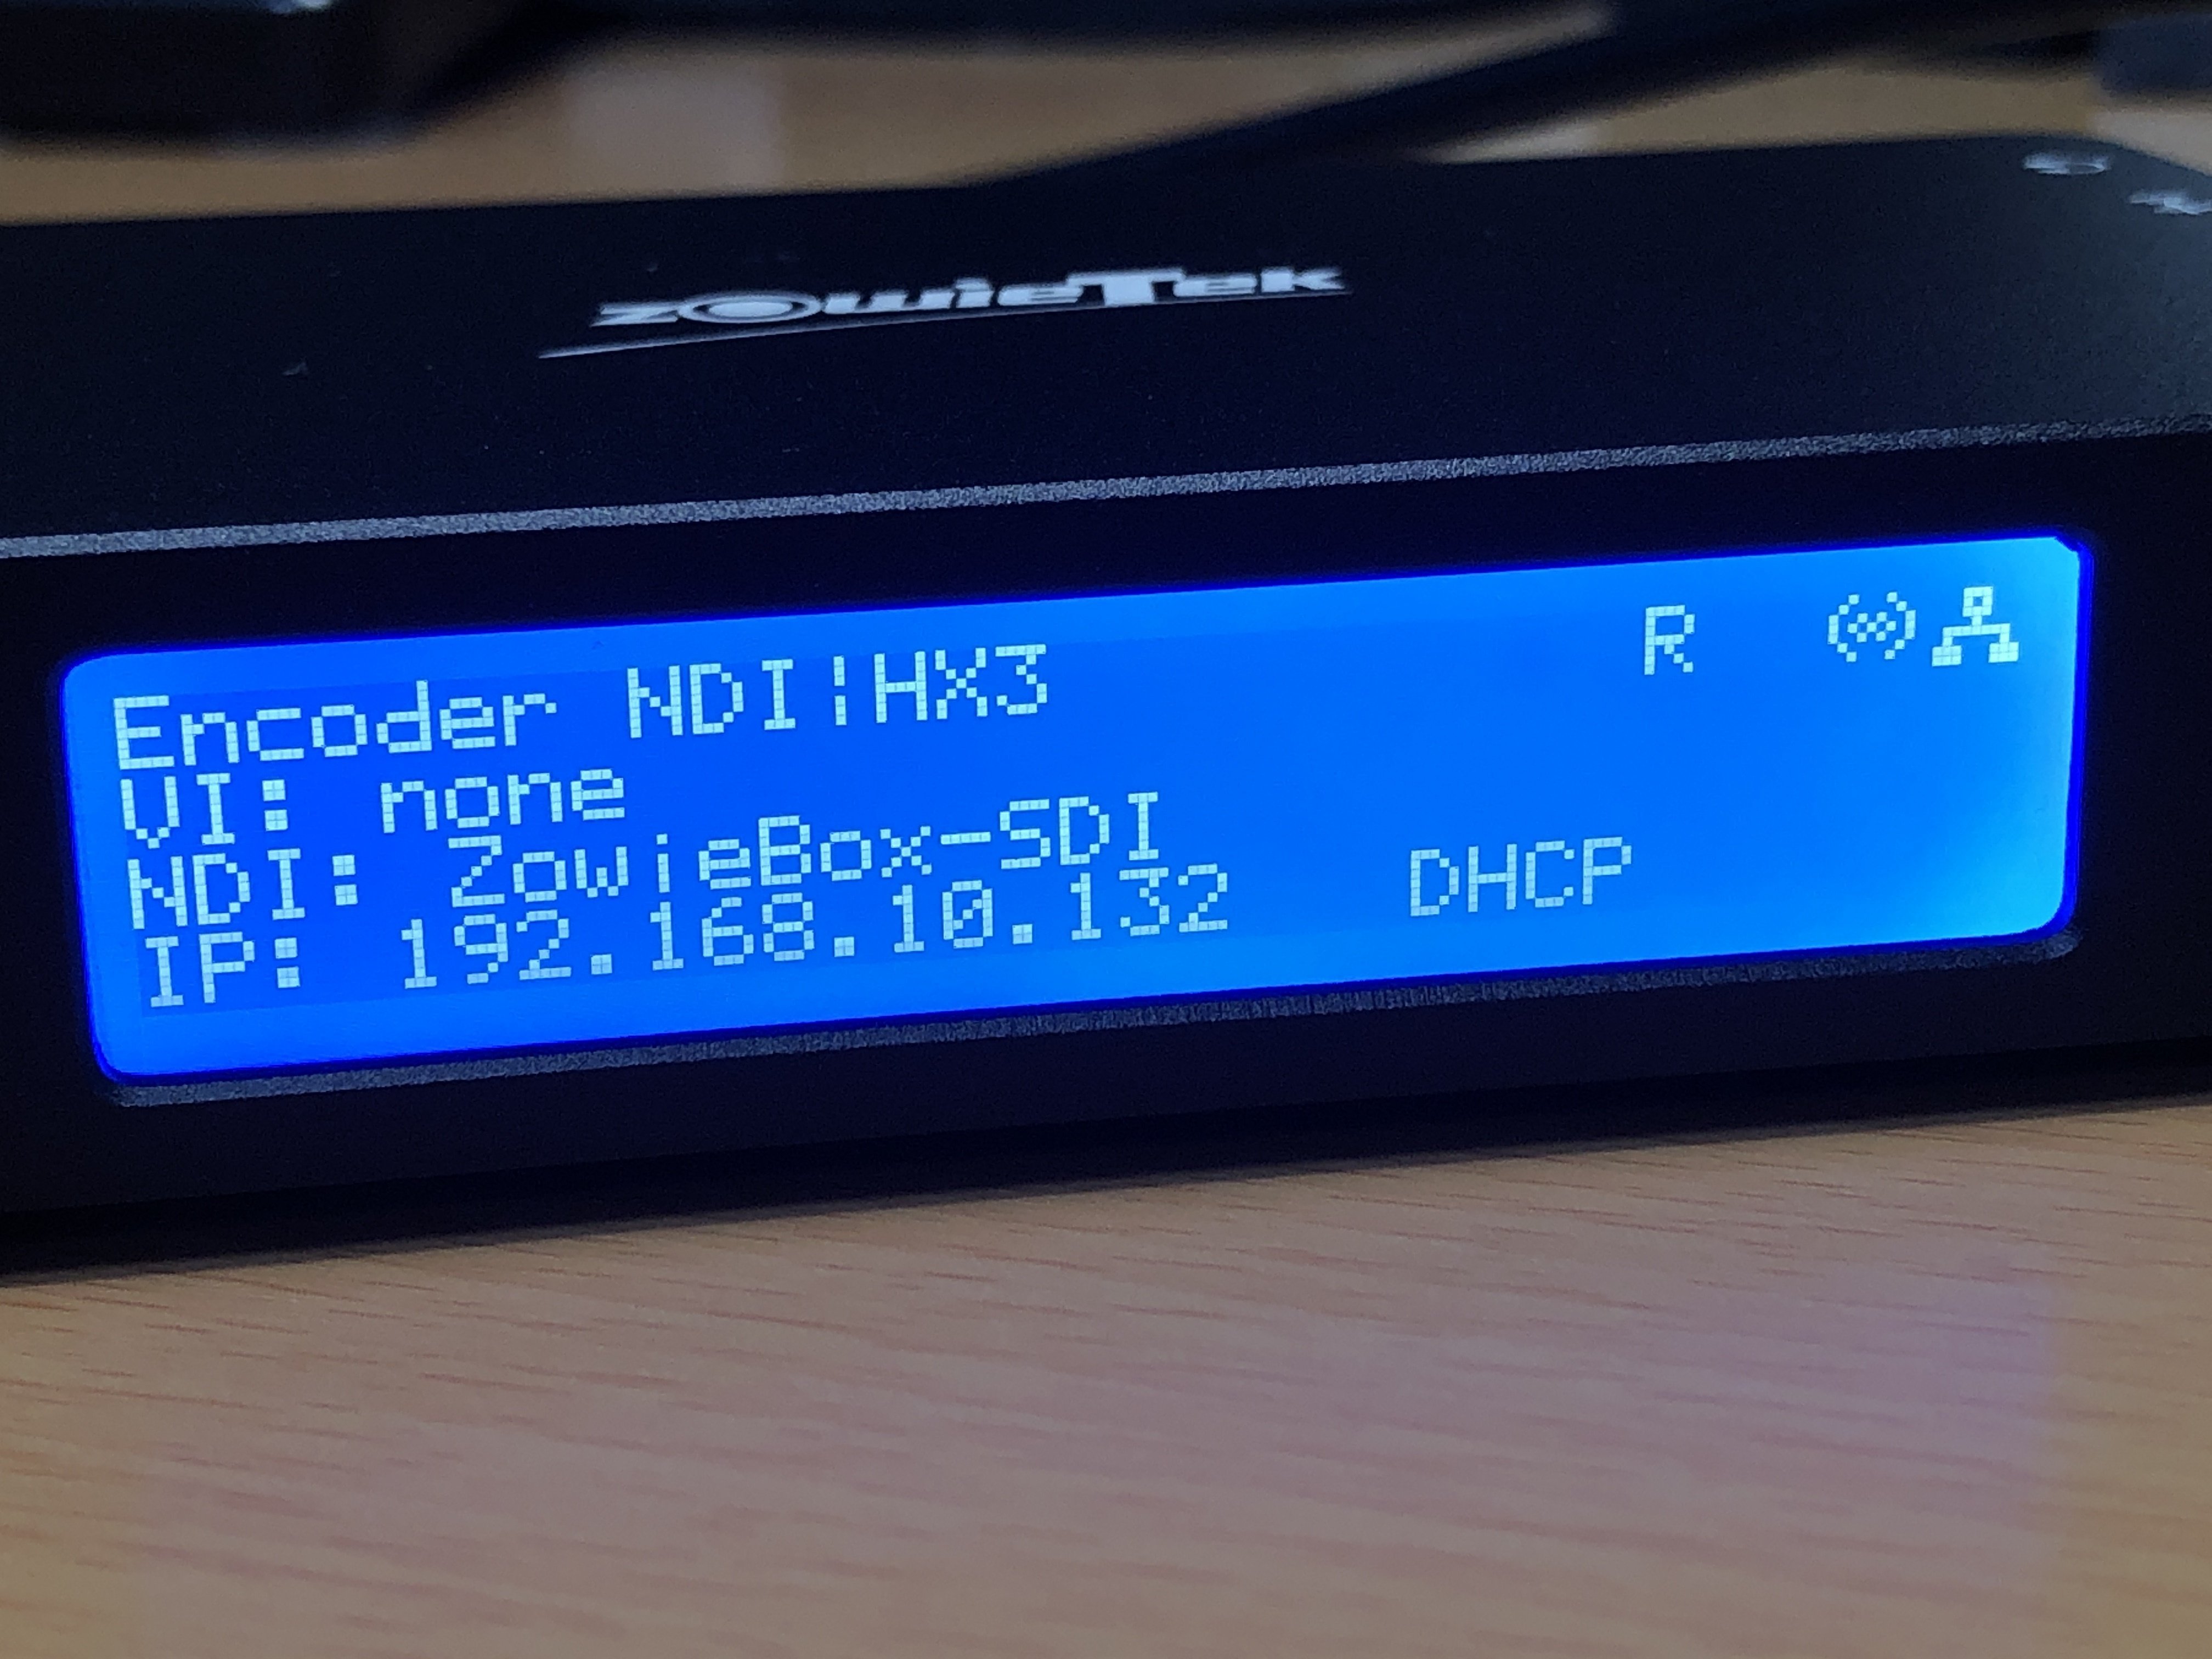 zowieTek
Encoder NDI|HX3 R
VI: none
NDI: ZowieBox-SDI
IP: 192.168.10.132 DHCP